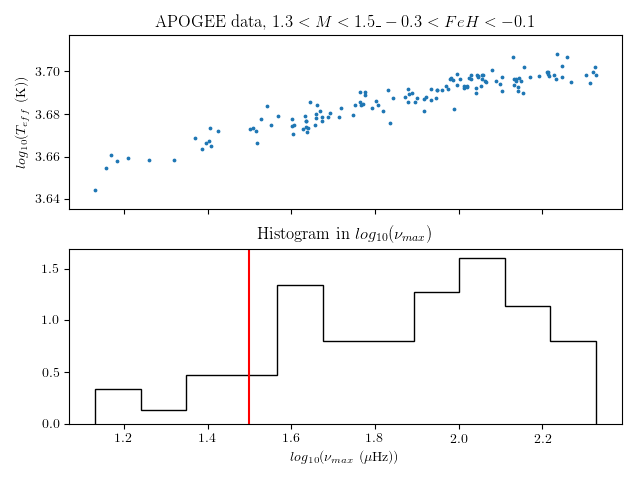 APOGEE data, 1.3 < M < 1.5_ − 0.3 < FeH < −0.1
3.70
3.68
3.66
3.64
log10(Teff (K))
Histogram in log10(νmax)
1.5
1.0
0.5
0.0
1.2 1.4 1.6 1.8 2.0 2.2
log10(νmax (μHz))